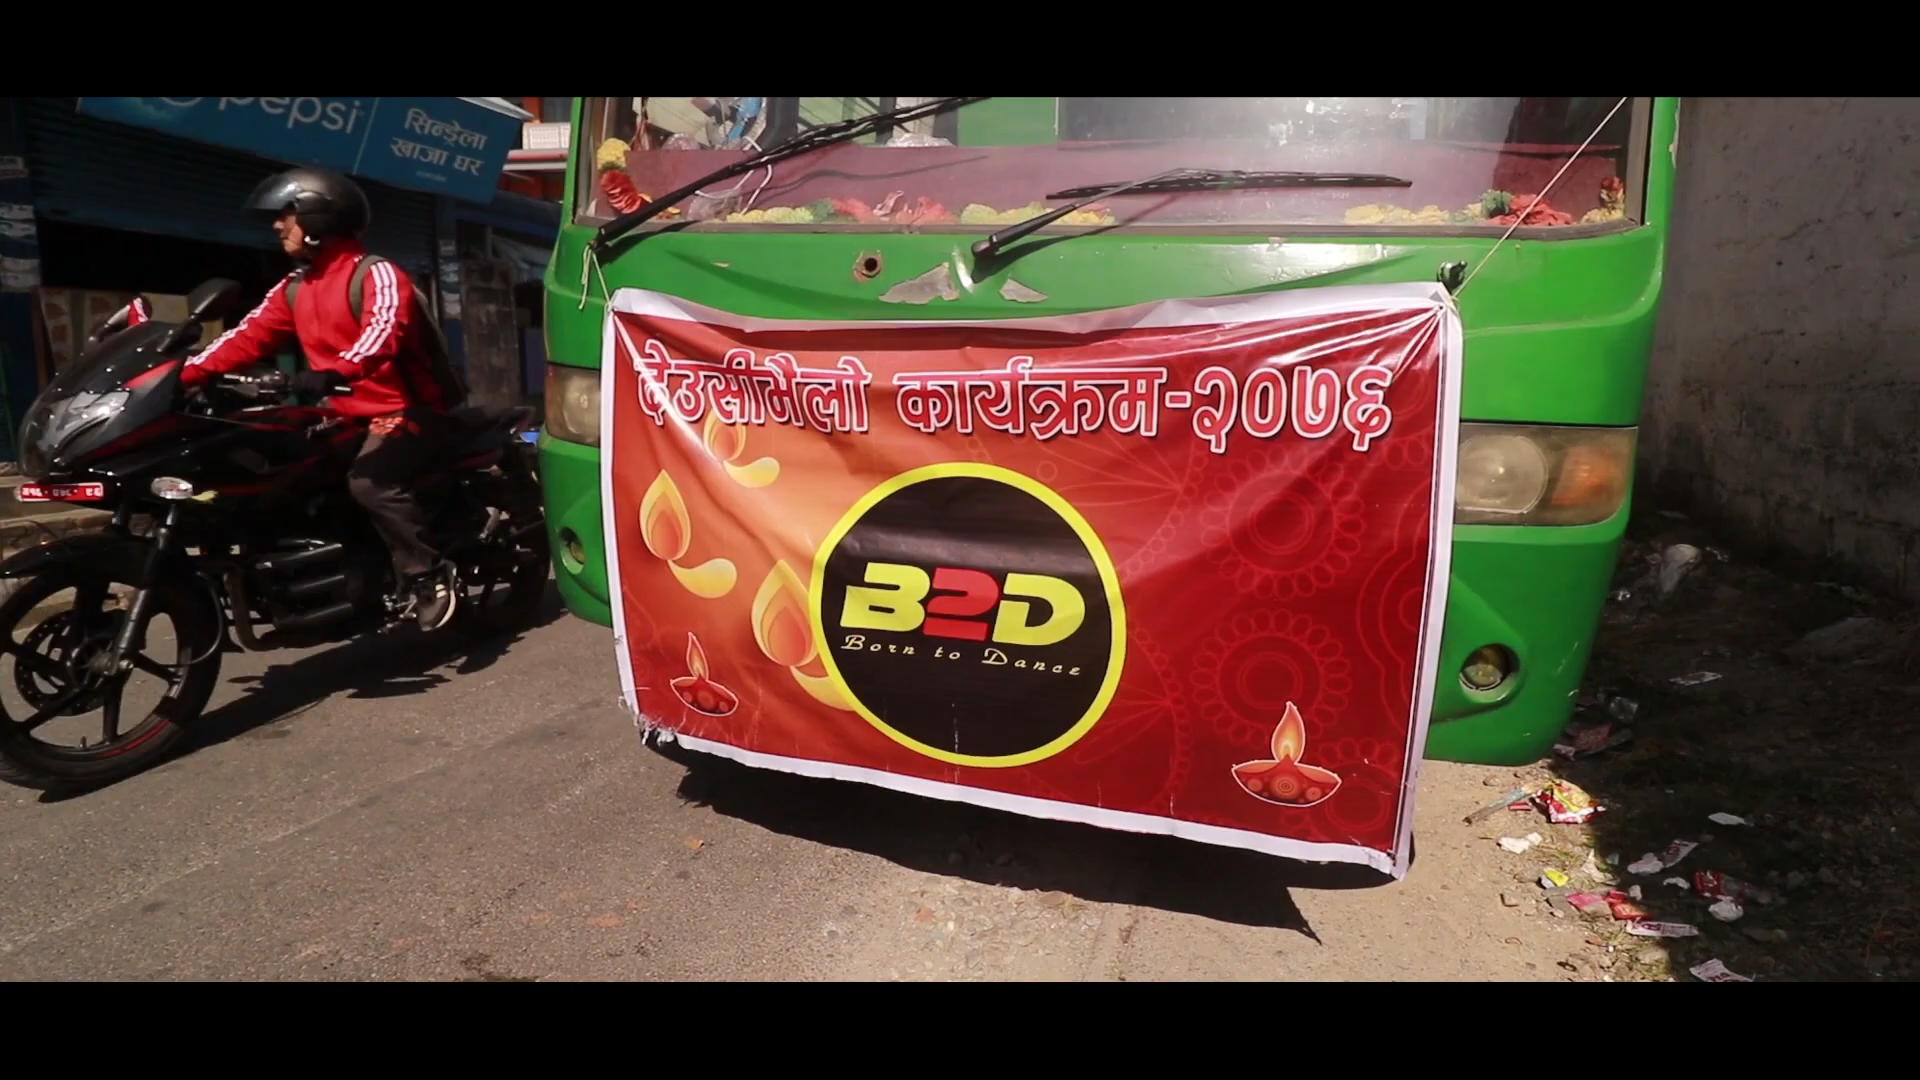 pepsi
सिन्ड्रेला
खाजा घर
देउसीमैलो कार्यक्रम-२०७६
B2D
Born to Dance